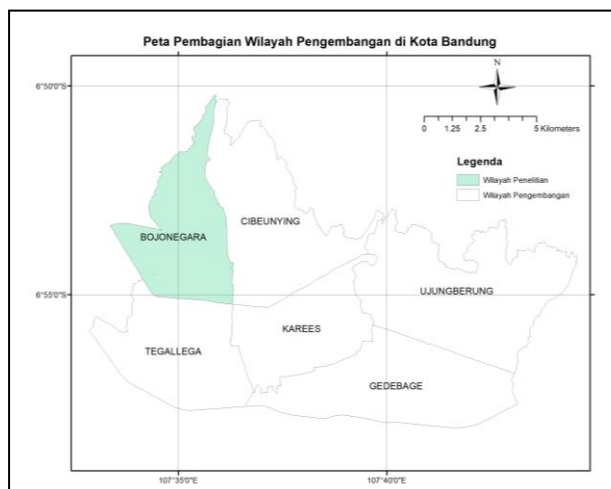 Peta Pembagian Wilayah Pengembangan di Kota Bandung
N
6°50'0"S
0 1.25 2.5 5 Kilometers
Legenda
Wilayah Penelitian
Wilayah Pengembangan
CIBEUNYING
BOJONEGARA
UJUNGBERUNG
6°55'0"S
KAREES
TEGALLEGA
GEDEBAGE
107°35'0"E 107°40'0"E